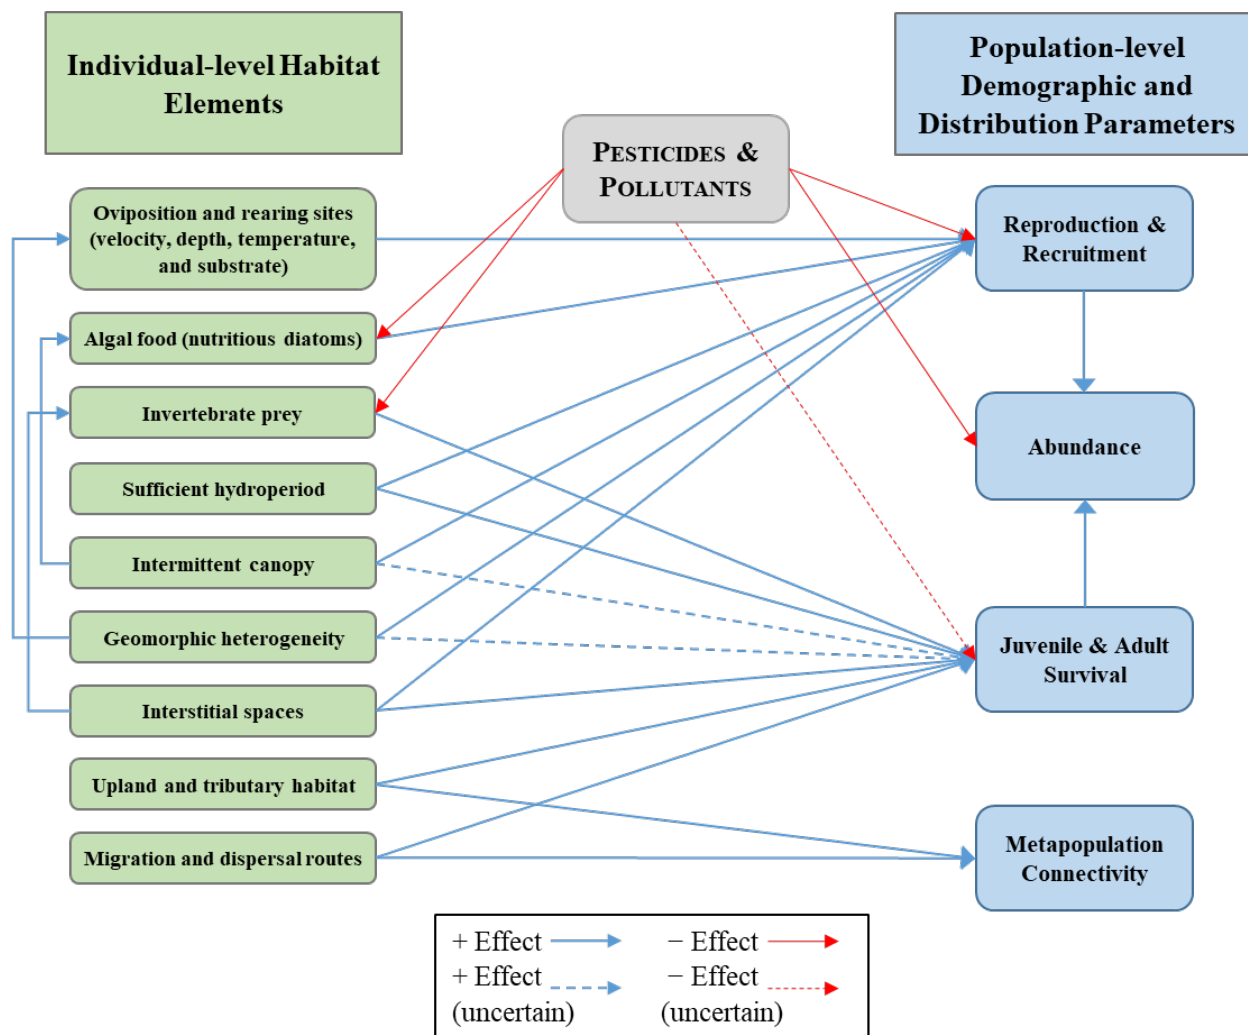 Individual-level Habitat
Elements
Population-level
Demographic and
Distribution Parameters
PESTICIDES &
POLLUTANTS
Oviposition and rearing sites
(velocity, depth, temperature,
and substrate)
Algal food (nutritious diatoms)
Invertebrate prey
Sufficient hydroperiod
Intermittent canopy
Geomorphic heterogeneity
Interstitial spaces
Upland and tributary habitat
Migration and dispersal routes
Reproduction &
Recruitment
Abundance
Juvenile & Adult
Survival
Metapopulation
Connectivity
+ Effect
+ Effect
(uncertain)
− Effect
− Effect
(uncertain)